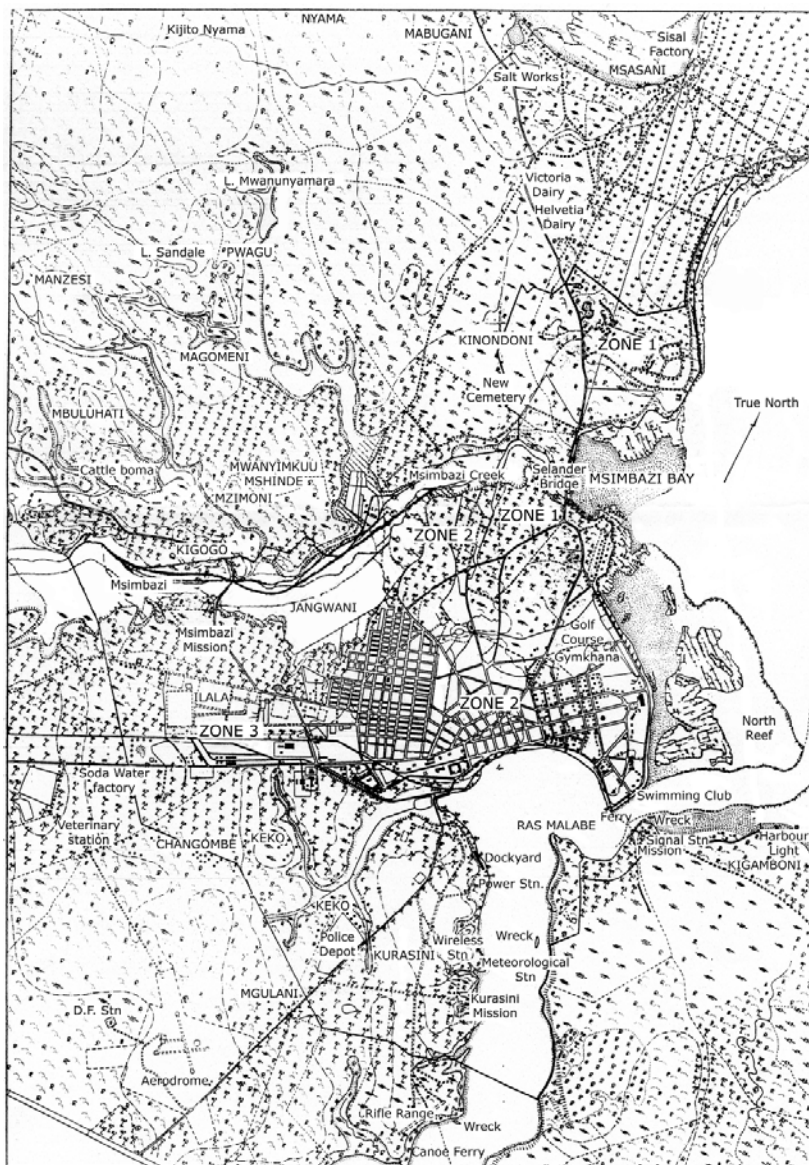 NYAMA
Kijito Nyama
MABUGANI
Sisal
Factory
MSASANI
Salt Works
L. Mwanunyamara
Victoria
Dairy
Helvetia
Dairy
L. Sandale
PWAGU
MANZESI
KINONDONI
ZONE 1
MAGOMENI
New
Cemetery
True North
MBULUHATI
Cattle boma
MWANYIMKUU
MSHINDE
MZIMONI
Msimbazi Creek
Selander
Bridge
MSIMBAZI BAY
ZONE 1
ZONE 2
KIGOGO
Msimbazi
JANGWANI
Msimbazi
Mission
Golf
Course
Gymkhana
ILALA
ZONE 2
ZONE 3
North
Reef
Soda Water
factory
Swimming Club
Ferry
Wreck
RAS MALABE
Veterinary
station
CHANGOMBE
KEKO
Signal Stn
Mission
Harbour
Light
KIGAMBONI
Dockyard
Power Stn.
KEKO
Police
Depot
Wireless
Stn
KURASINI
Wreck
Meteorological
Stn
MGULANI
Kurasini
Mission
D.F. Stn
Aerodrome
Rifle Range
Wreck
Canoe Ferry